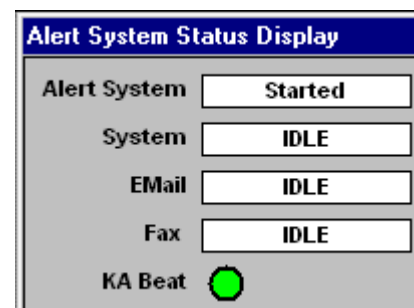 Alert System Status Display
Alert System Started
System IDLE
EMail IDLE
Fax IDLE
KA Beat